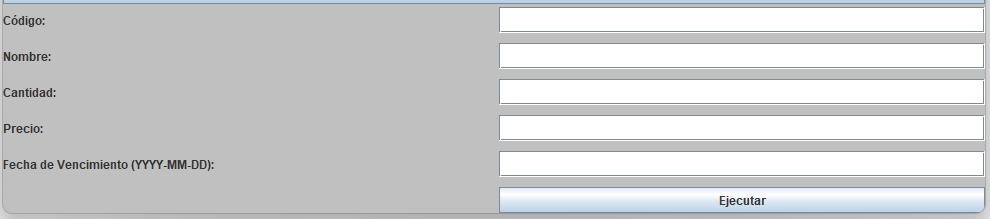 Código:
Nombre:
Cantidad:
Precio:
Fecha de Vencimiento (YYYY-MM-DD):
Ejecutar